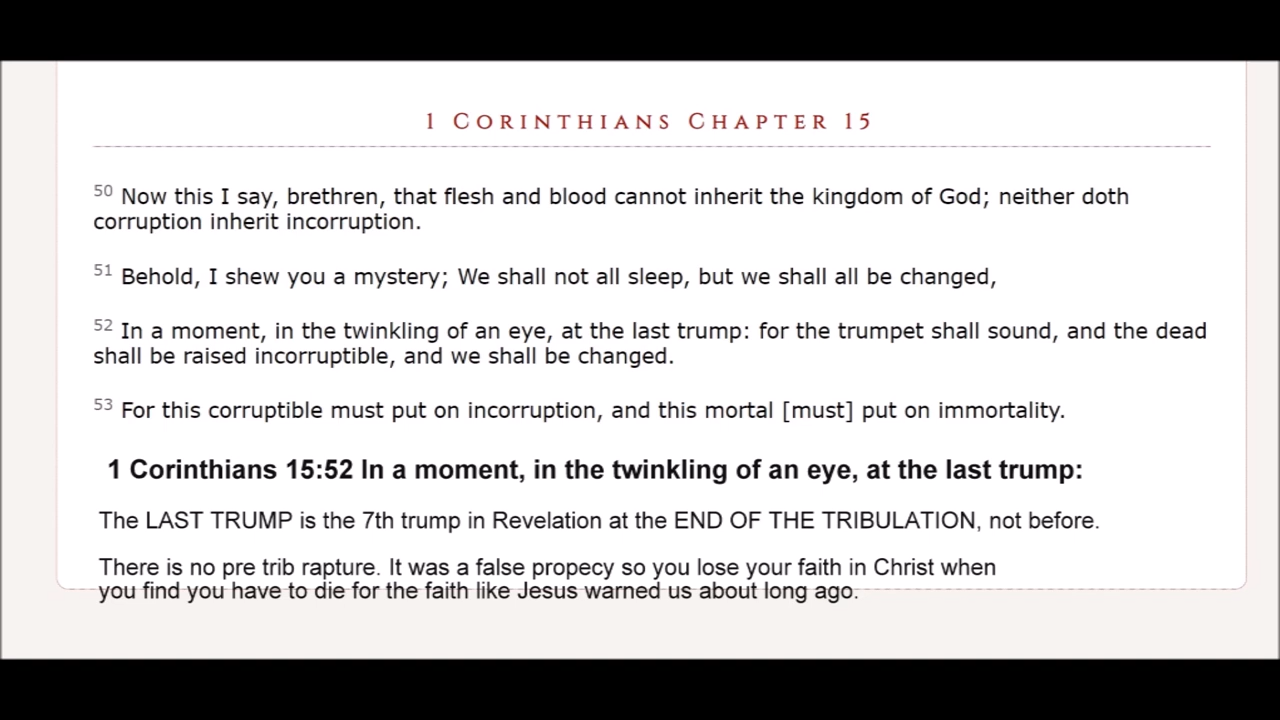 1 Corinthians Chapter 15
50 Now this I say, brethren, that flesh and blood cannot inherit the kingdom of God; neither doth
corruption inherit incorruption.
51 Behold, I shew you a mystery; We shall not all sleep, but we shall all be changed,
52 In a moment, in the twinkling of an eye, at the last trump: for the trumpet shall sound, and the dead
shall be raised incorruptible, and we shall be changed.
53 For this corruptible must put on incorruption, and this mortal [must] put on immortality.
1 Corinthians 15:52 In a moment, in the twinkling of an eye, at the last trump:
The LAST TRUMP is the 7th trump in Revelation at the END OF THE TRIBULATION, not before.
There is no pre trib rapture. It was a false propecy so you lose your faith in Christ when
you find you have to die for the faith like Jesus warned us about long ago.